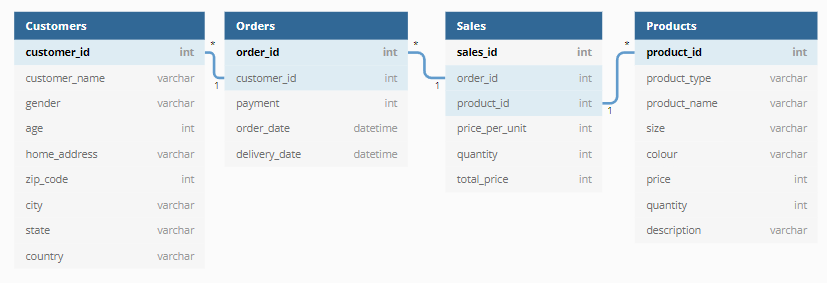 Customers
customer_id int
customer_name varchar
gender varchar
age int
home_address varchar
zip_code int
city varchar
state varchar
country varchar
* 1
Orders
order_id int
customer_id int
payment int
order_date datetime
delivery_date datetime
* 1
Sales
sales_id int
order_id int
product_id int
price_per_unit int
quantity int
total_price int
* 1
Products
product_id int
product_type varchar
product_name varchar
size varchar
colour varchar
price int
quantity int
description varchar